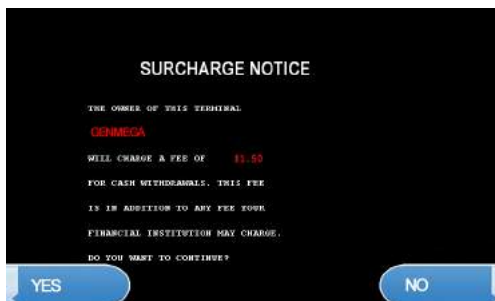 SURCHARGE NOTICE
THE OWNER OF THIS TERMINAL
GENMEGA
WILL CHARGE A FEE OF $1.50
FOR CASH WITHDRAWALS. THIS FEE
IS IN ADDITION TO ANY FEE YOUR
FINANCIAL INSTITUTION MAY CHARGE.
DO YOU WANT TO CONTINUE?
YES NO